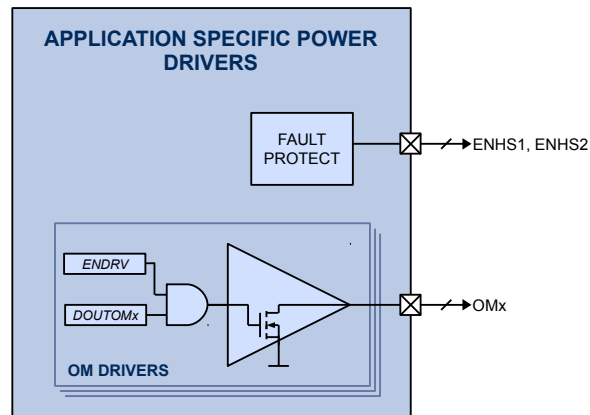 APPLICATION SPECIFIC POWER
DRIVERS
FAULT
PROTECT
ENHS1, ENHS2
ENDRV
DOUTOMx
OMx
OM DRIVERS